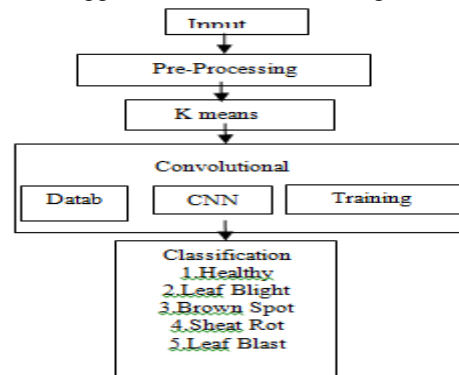 Input
Pre-Processing
K means
Convolutional
Datab CNN Training
Classification
1.Healthy
2.Leaf Blight
3.Brown Spot
4.Sheat Rot
5.Leaf Blast